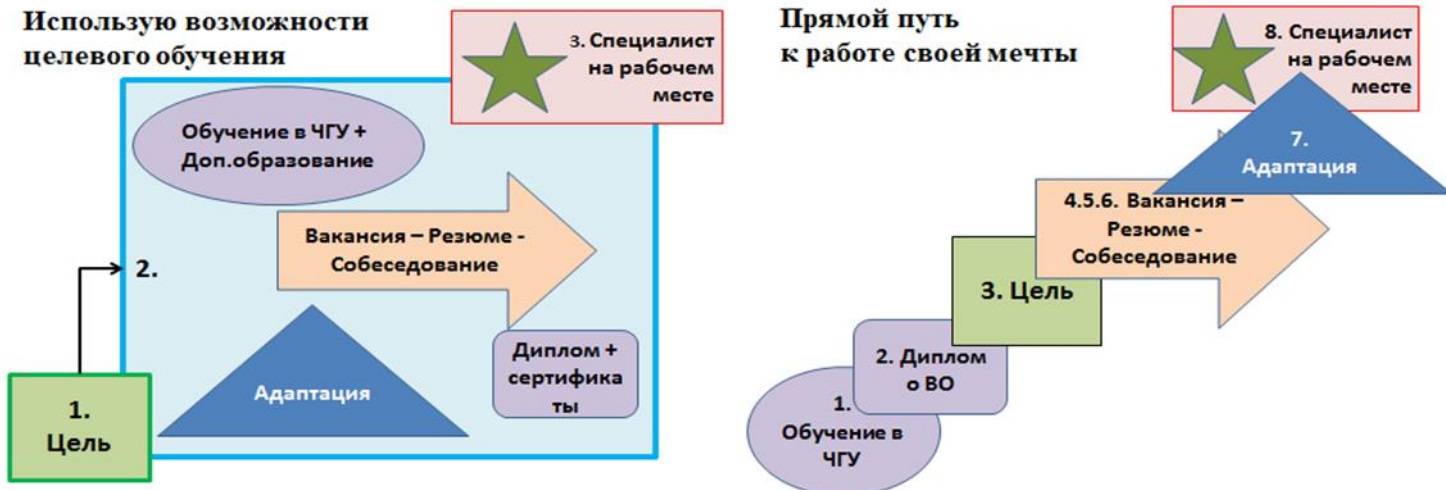 Использую возможности
целевого обучения
3. Специалист
на рабочем
месте
Обучение в ЧГУ +
Доп.образование
Вакансия – Резюме -
Собеседование
2.
Диплом +
сертифика
ты
Адаптация
1.
Цель
Прямой путь
к работе своей мечты
8. Специалист
на рабочем
месте
7.
Адаптация
4.5.6. Вакансия –
Резюме -
Собеседование
3. Цель
2. Диплом
о ВО
1.
Обучение в
ЧГУ